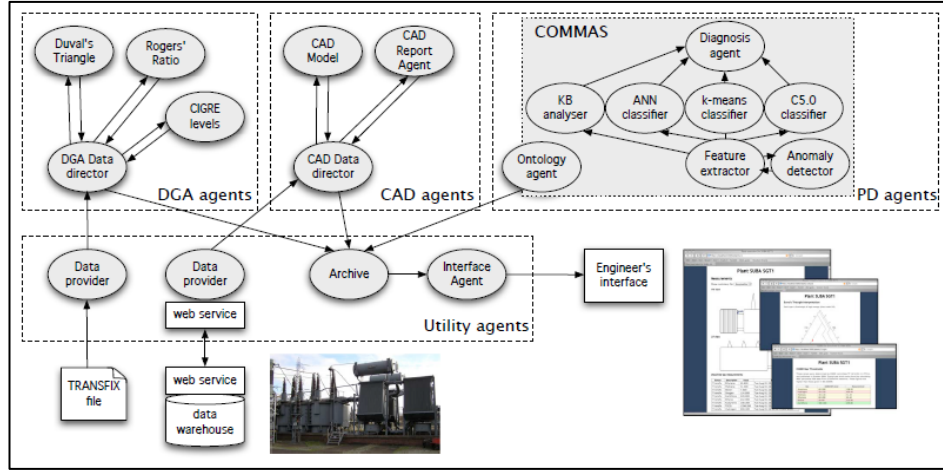 Duval's
Triangle
Rogers'
Ratio
CIGRE
levels
DGA Data
director
DGA agents
CAD
Model
CAD
Report
Agent
CAD Data
director
CAD agents
COMMAS
Diagnosis
agent
KB
analyser
ANN
classifier
k-means
classifier
C5.0
classifier
Ontology
agent
Feature
extractor
Anomaly
detector
PD agents
Data
provider
Data
provider
web service
Archive
Interface
Agent
Utility agents
Engineer's
interface
TRANSFIX
file
web service
data
warehouse
Plant SUBA SGT1
Plant SUBA SGT1
Plant SUBA SGT1